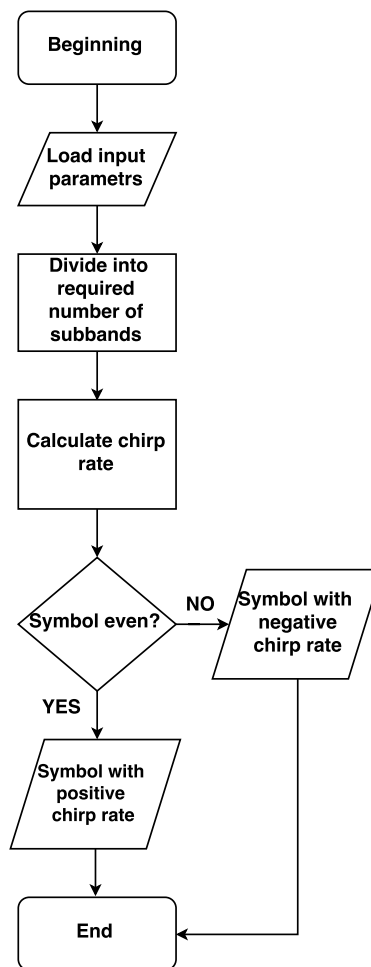 Beginning
Load input
parametrs
Divide into
required
number of
subbands
Calculate chirp
rate
Symbol even?
NO
Symbol with
negative
chirp rate
YES
Symbol with
positive
chirp rate
End